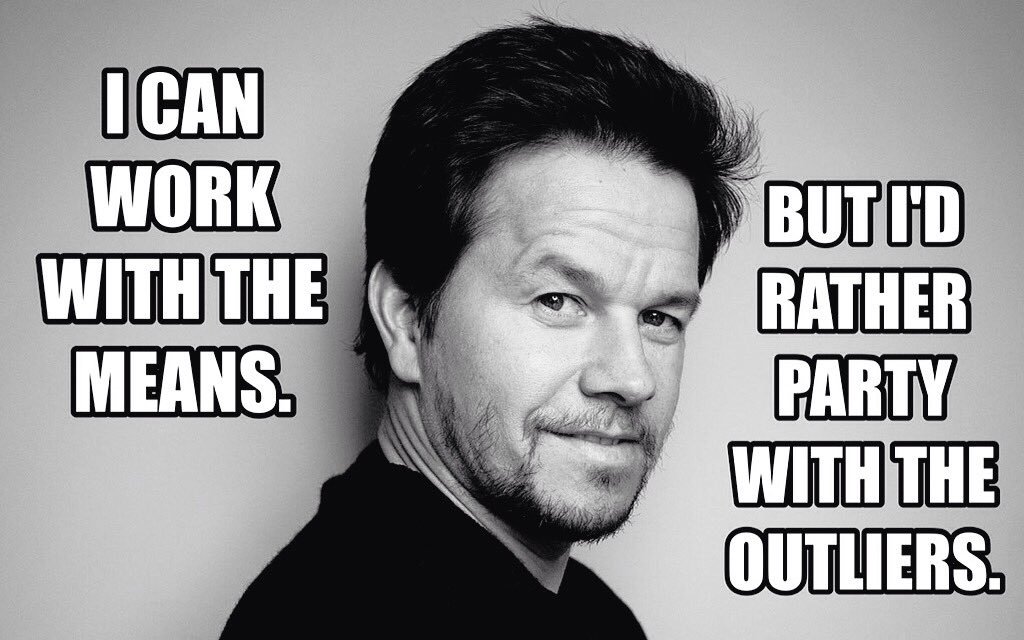 I CAN
WORK
WITH THE
MEANS.
BUT I'D
RATHER
PARTY
WITH THE
OUTLIERS.